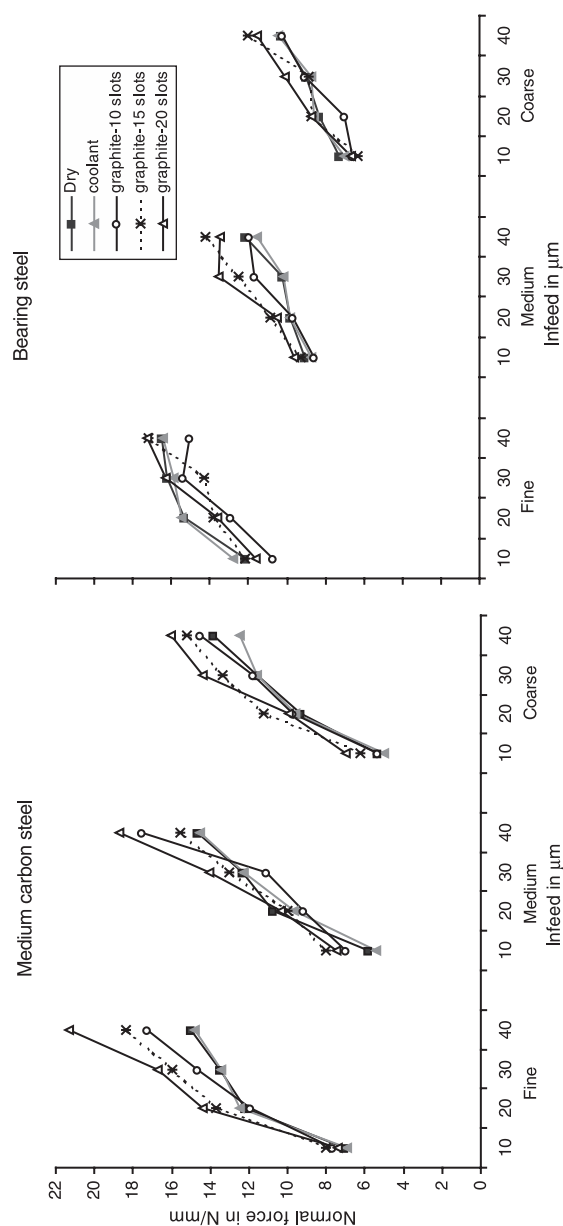 Medium carbon steel
Bearing steel
Dry
coolant
graphite-10 slots
graphite-15 slots
graphite-20 slots
Normal force in N/mm
22
20
18
16
14
12
10
8
6
4
2
0
10 20 30 40 10 20 30 40 10 20 30 40 10 20 30 40 10 20 30 40 10 20 30 40
Fine Medium Coarse Fine Medium Coarse
Infeed in μm Infeed in μm